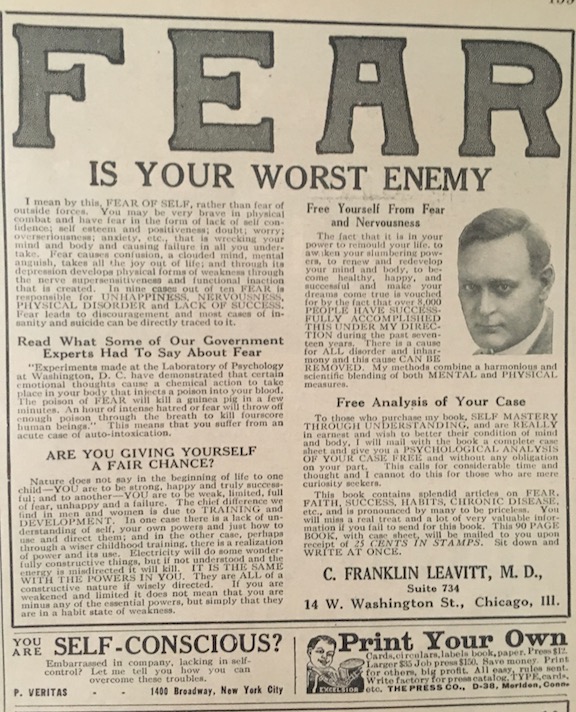 FEAR
IS YOUR WORST ENEMY
I mean by this, FEAR OF SELF, rather than fear of
outside forces. You may be very brave in physical
combat and have fear in the form of lack of self con-
fidence; self esteem and positiveness; doubt; worry;
overseriousness; anxiety, etc., that is wrecking your
mind and body and causing failure in all you under-
take. Fear causes confusion, a clouded mind, mental
anguish, takes all the joy out of life; and through its
depression develops physical forms of weakness through
the nerve supersensitiveness and functional inaction
that is created. In nine cases out of ten FEAR is
responsible for UNHAPPINESS, NERVOUSNESS,
PHYSICAL DISORDER and LACK OF SUCCESS.
Fear leads to discouragement and most cases of in-
sanity and suicide can be directly traced to it.
Read What Some of Our Government
Experts Had To Say About Fear
"Experiments made at the Laboratory of Psychology
at Washington, D. C. have demonstrated that certain
emotional thoughts cause a chemical action to take
place in your body that injects a poison into your blood.
The poison of FEAR will kill a guinea pig in a few
minutes. An hour of intense hatred or fear will throw off
enough poison through the breath to kill fourscore
human beings." This means that you suffer from an
acute case of auto-intoxication.
ARE YOU GIVING YOURSELF
A FAIR CHANCE?
Nature does not say in the beginning of life to one
child—YOU are to be strong, happy and truly success-
ful; and to another—YOU are to be weak, limited, full
of fear, unhappy and a failure. The chief difference we
find in men and women is due to TRAINING and
DEVELOPMENT. In one case there is a lack of un-
derstanding of self, your own powers and just how to
use and direct them; and in the other case, perhaps
through a wiser childhood training, there is a realization
of power and its use. Electricity will do some wonder-
fully constructive things, but if not understood and the
energy is misdirected it will kill. IT IS THE SAME
WITH THE POWERS IN YOU. They are ALL of a
constructive nature if wisely directed. If you are
weakened and limited it does not mean that you are
minus any of the essential powers, but simply that they
are in a habit state of weakness.
Free Yourself From Fear
and Nervousness
The fact that it is in your
power to remould your life, to
awaken your slumbering pow-
ers, to renew and redevelop
your mind and body, to be-
come healthy, happy, and
successful and make your
dreams come true is vouched
for by the fact that over 8,000
PEOPLE HAVE SUCCESS-
FULLY ACCOMPLISHED
THIS UNDER MY DIREC-
TION during the past seven-
teen years. There is a cause
for ALL disorder and inhar-
mony and this cause CAN BE
REMOVED. My methods combine a harmonious and
scientific blending of both MENTAL and PHYSICAL
measures.
Free Analysis of Your Case
To those who purchase my book, SELF MASTERY
THROUGH UNDERSTANDING, and are REALLY
in earnest and wish to better their condition of mind
and body, I will mail with the book a complete case
sheet and give you a PSYCHOLOGICAL ANALYSIS
OF YOUR CASE FREE and without any obligation
on your part. This calls for considerable time and
thought and I cannot do this for those who are mere
curiosity seekers.
This book contains splendid articles on FEAR,
FAITH, SUCCESS, HABITS, CHRONIC DISEASE,
etc., and is pronounced by many to be priceless. You
will miss a real treat and a lot of very valuable infor-
mation if you fail to send for this book. This 90 PAGE
BOOK, with case sheet, will be mailed to you upon
receipt of 25 CENTS IN STAMPS. Sit down and
WRITE AT ONCE.
C. FRANKLIN LEAVITT, M. D.,
Suite 734
14 W. Washington St., Chicago, Ill.
YOU ARE SELF-CONSCIOUS?
Embarrassed in company, lacking in self-
control? Let me tell you how you can
overcome these troubles.
P. VERITAS - - 1400 Broadway, New York City
EXCELSIOR
Print Your Own
Cards, circulars, labels book, paper. Press $12.
Larger $35 Job press $150. Save money. Print
for others, big profit. All easy, rules sent.
Write factory for press catalog, TYPE, cards,
etc. THE PRESS CO., D-38, Meriden, Conn.